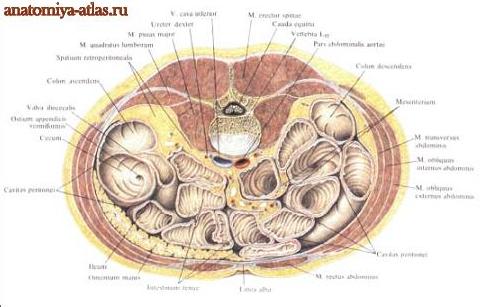 anatomiya-atlas.ru
V. cava inferior
Ureter dexter
M. psoas major
M. quadratus lumborum
Spatium retroperitoneale
Colon ascendens
Valva ileocecalis
Ostium appendicis
vermiformis
Cecum
Cavitas peritonei
Ileum
Omentum majus
Intestinum tenue
Linea alba
M. erector spinae
Cauda equina
Vertebra
Pars abdominalis aortae
Colon descendens
Mesenterium
M. transversus
abdominis
M. obliquus
internus abdominis
M. obliquus
externus abdominis
Cavitas peritonei
M. rectus abdominis